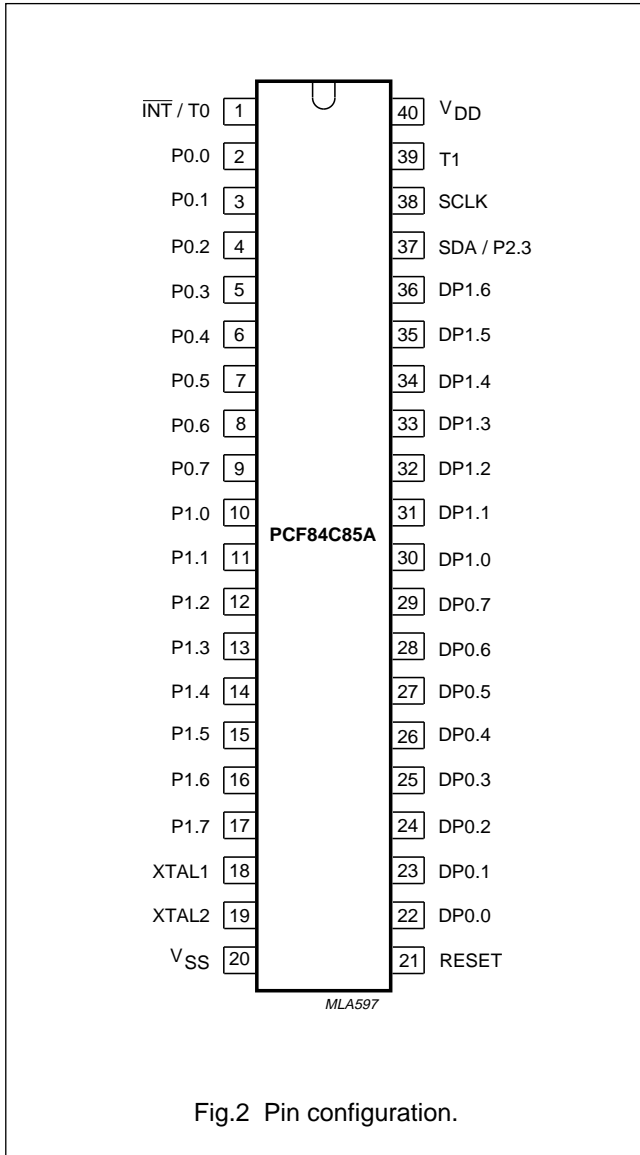 I̅N̅T̅ / T0 1 40 VDD
P0.0 2 39 T1
P0.1 3 38 SCLK
P0.2 4 37 SDA / P2.3
P0.3 5 36 DP1.6
P0.4 6 35 DP1.5
P0.5 7 34 DP1.4
P0.6 8 33 DP1.3
P0.7 9 32 DP1.2
P1.0 10 31 DP1.1
PCF84C85A
P1.1 11 30 DP1.0
P1.2 12 29 DP0.7
P1.3 13 28 DP0.6
P1.4 14 27 DP0.5
P1.5 15 26 DP0.4
P1.6 16 25 DP0.3
P1.7 17 24 DP0.2
XTAL1 18 23 DP0.1
XTAL2 19 22 DP0.0
VSS 20 21 RESET
MLA597
Fig.2 Pin configuration.